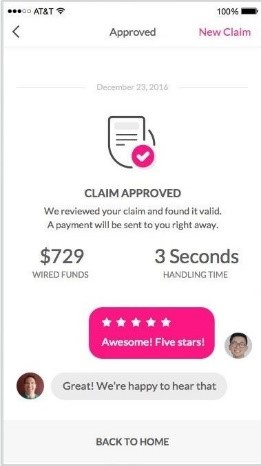 AT&T 100%
Approved New Claim
December 23, 2016
CLAIM APPROVED
We reviewed your claim and found it valid.
A payment will be sent to you right away.
$729 3 Seconds
WIRED FUNDS HANDLING TIME
Awesome! Five stars!
Great! We're happy to hear that
BACK TO HOME